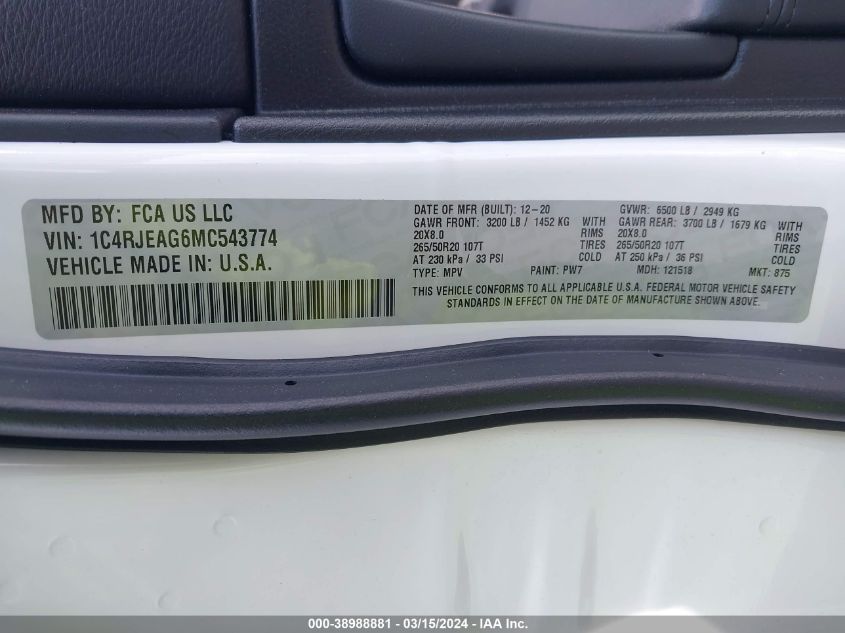 MFD BY: FCA US LLC
VIN: 1C4RJEAG6MC543774
VEHICLE MADE IN: U.S.A.
DATE OF MFR (BUILT): 12-20 GVWR: 6500 LB / 2949 KG
GAWR FRONT: 3200 LB / 1452 KG WITH GAWR REAR: 3700 LB / 1679 KG WITH
20X8.0 RIMS 20X8.0 RIMS
265/50R20 107T TIRES 265/50R20 107T TIRES
AT 230 kPa / 33 PSI COLD AT 250 kPa / 36 PSI COLD
TYPE: MPV PAINT: PW7 MDH: 121518 MKT: 875
THIS VEHICLE CONFORMS TO ALL APPLICABLE U.S.A. FEDERAL MOTOR VEHICLE SAFETY
STANDARDS IN EFFECT ON THE DATE OF MANUFACTURE SHOWN ABOVE.
000-38988881 - 03/15/2024 - IAA Inc.